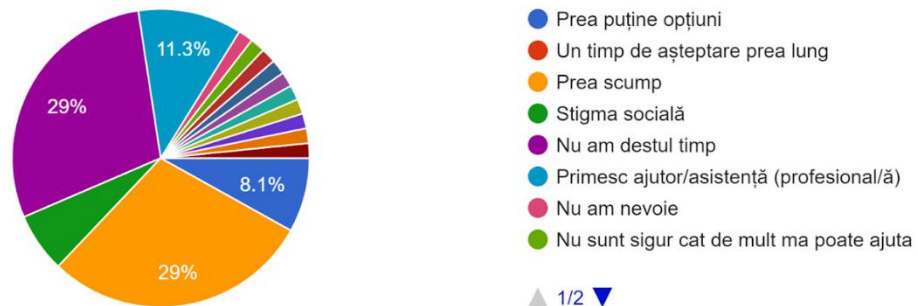 11.3%
29%
8.1%
29%
Prea puține opțiuni
Un timp de așteptare prea lung
Prea scump
Stigma socială
Nu am destul timp
Primesc ajutor/asistență (profesional/ă)
Nu am nevoie
Nu sunt sigur cat de mult ma poate ajuta
1/2